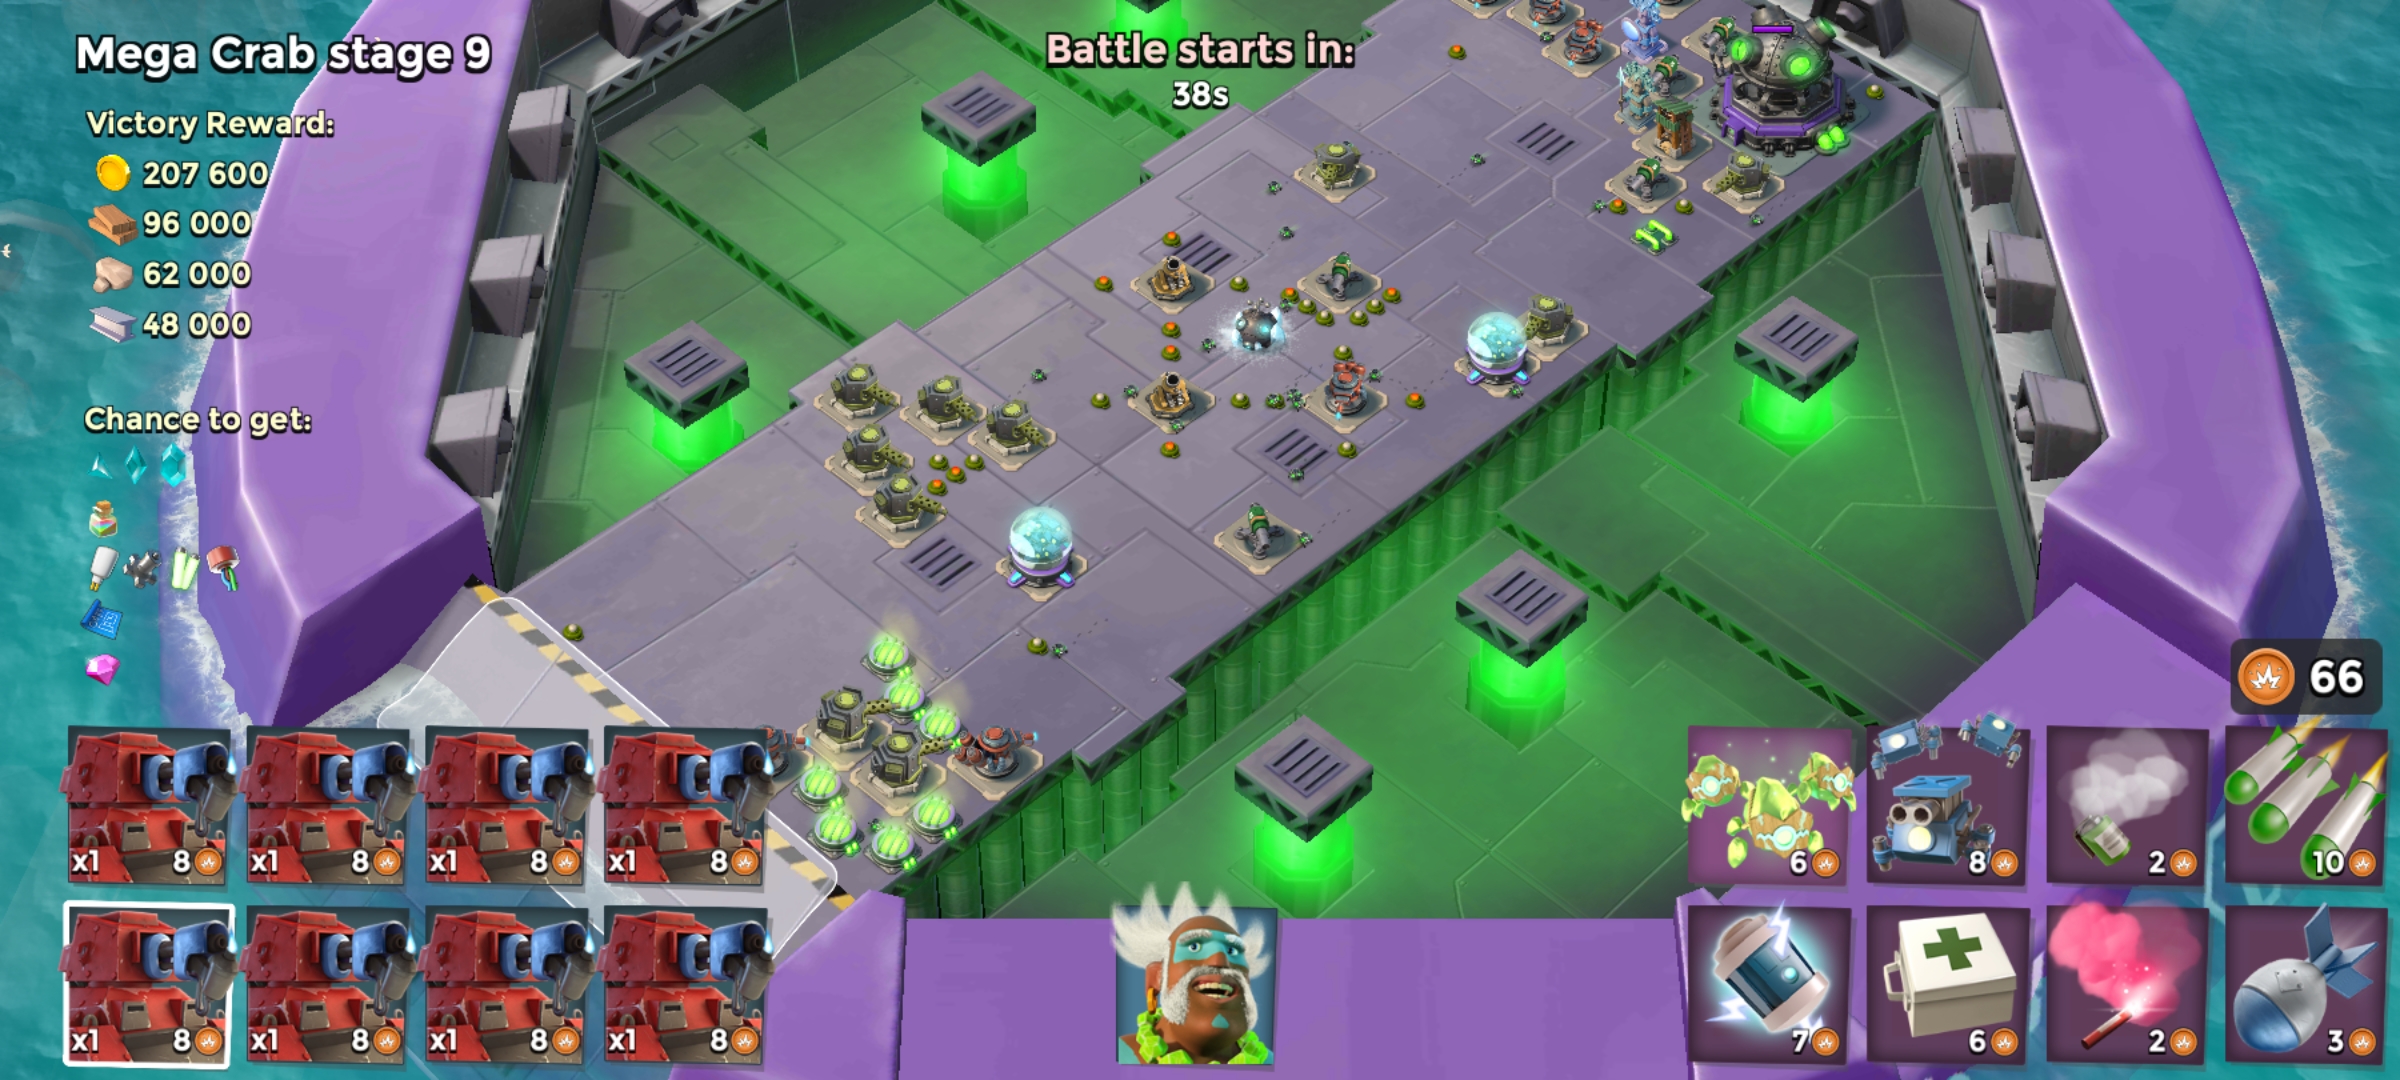 Mega Crab stage 9
Battle starts in:
38s
Victory Reward:
207 600
96 000
62 000
48 000
Chance to get:
66
x1 8
x1 8
x1 8
x1 8
6
8
2
10
x1 8
x1 8
x1 8
x1 8
7
6
2
3